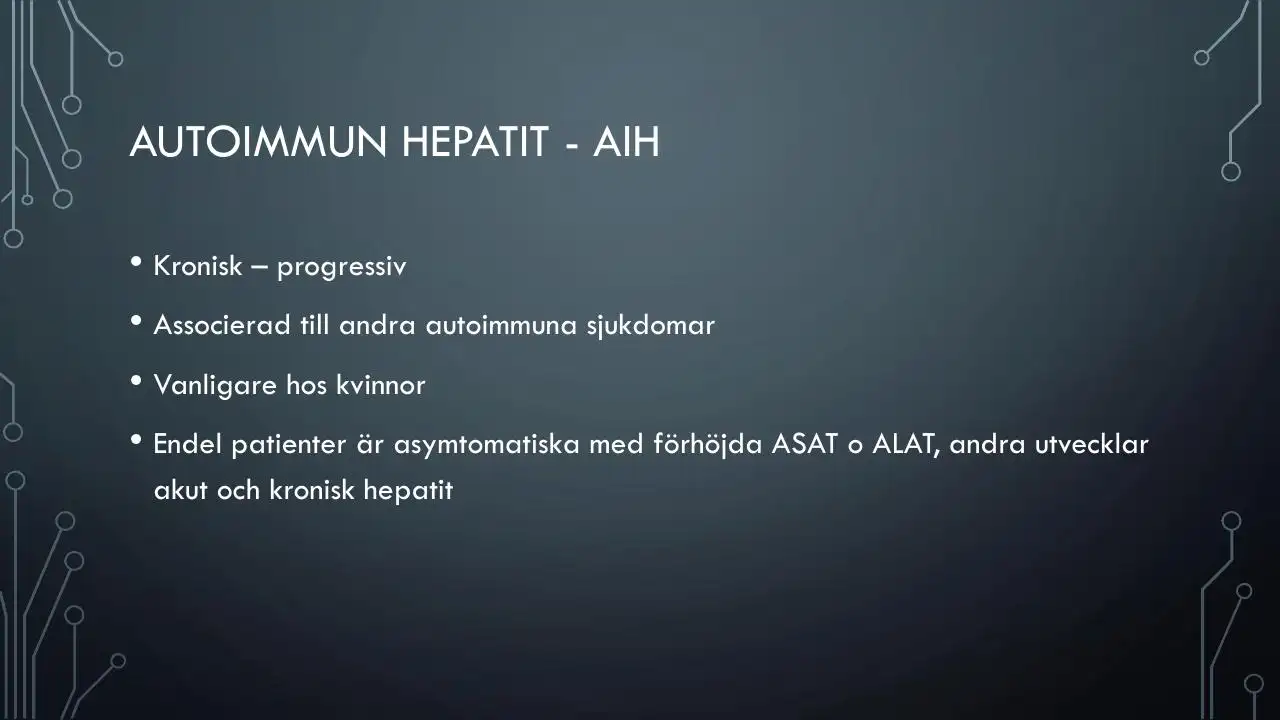 AUTOIMMUN HEPATIT - AIH
• Kronisk – progressiv
• Associerad till andra autoimmuna sjukdomar
• Vanligare hos kvinnor
• Endel patienter är asymtomatiska med förhöjda ASAT o ALAT, andra utvecklar
akut och kronisk hepatit